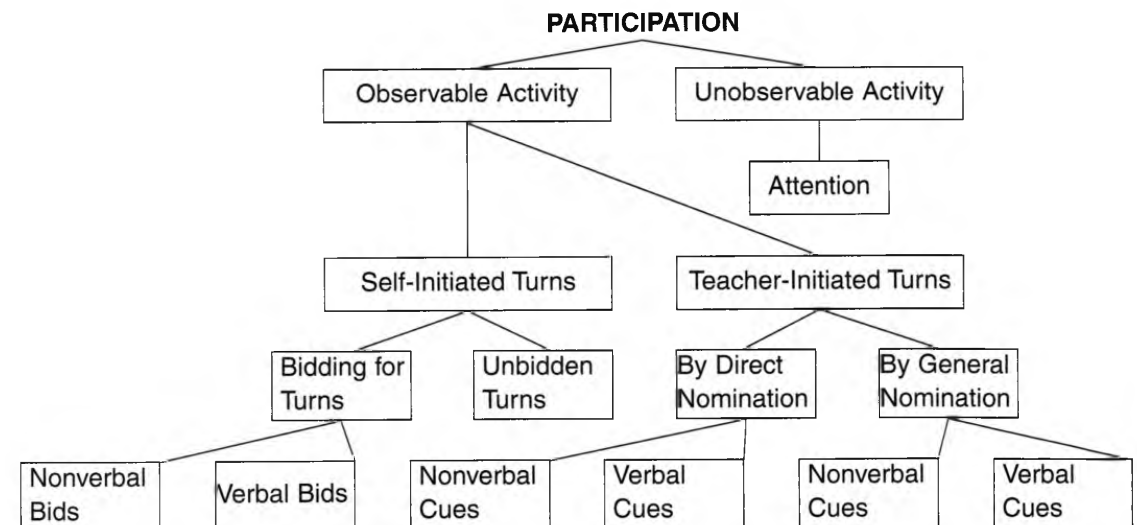 PARTICIPATION
Observable Activity
Unobservable Activity
Attention
Self-Initiated Turns
Teacher-Initiated Turns
Bidding for
Turns
Unbidden
Turns
By Direct
Nomination
By General
Nomination
Nonverbal
Bids
Verbal Bids
Nonverbal
Cues
Verbal
Cues
Nonverbal
Cues
Verbal
Cues